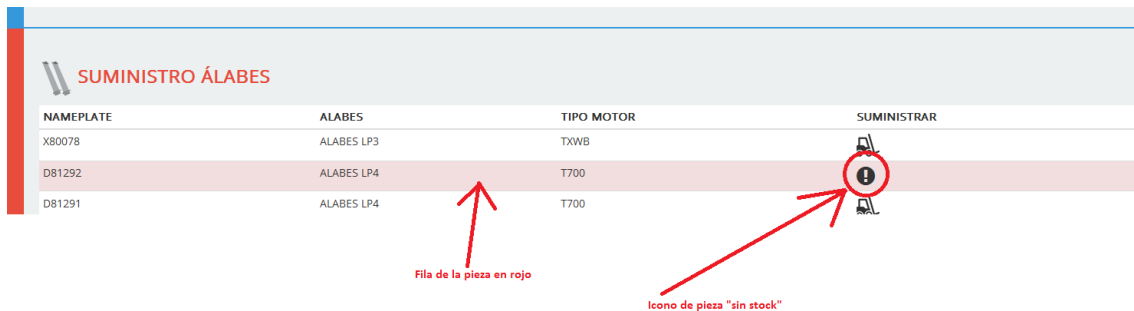 SUMINISTRO ÁLABES
NAMEPLATE ALABES TIPO MOTOR SUMINISTRAR
X80078 ALABES LP3 TXWB
D81292 ALABES LP4 T700
D81291 ALABES LP4 T700
Fila de la pieza en rojo
Icono de pieza "sin stock"